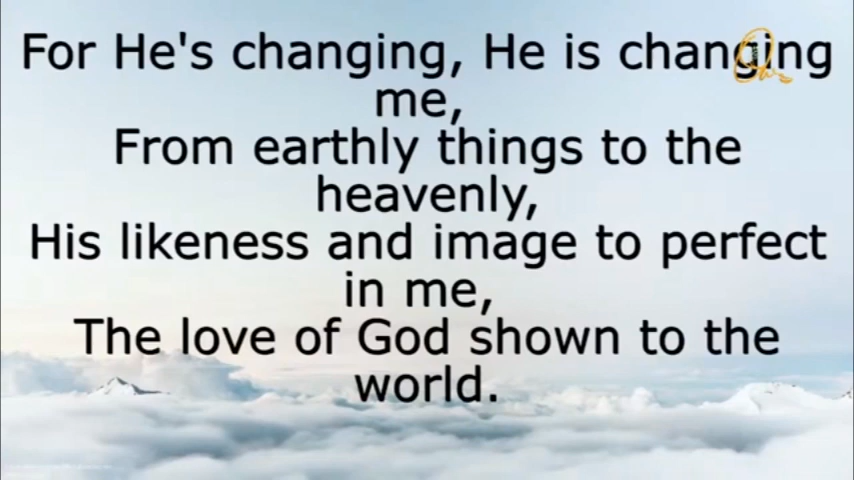 For He's changing, He is changing
me,
From earthly things to the
heavenly,
His likeness and image to perfect
in me,
The love of God shown to the
world.